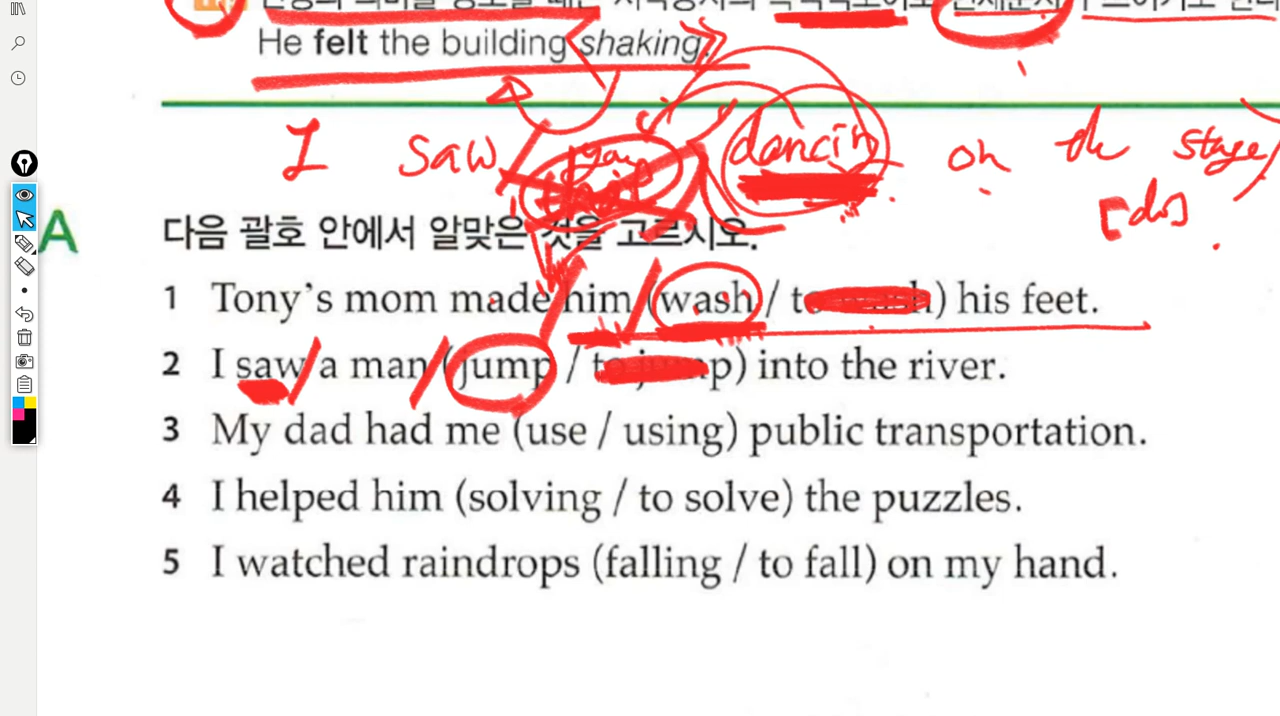 He felt the building shaking.
I saw you dancing on the stage
[do]
A
다음 괄호 안에서 알맞은 것을 고르시오.
1 Tony's mom made him (wash / to wash) his feet.
2 I saw a man (jump / to jump) into the river.
3 My dad had me (use / using) public transportation.
4 I helped him (solving / to solve) the puzzles.
5 I watched raindrops (falling / to fall) on my hand.